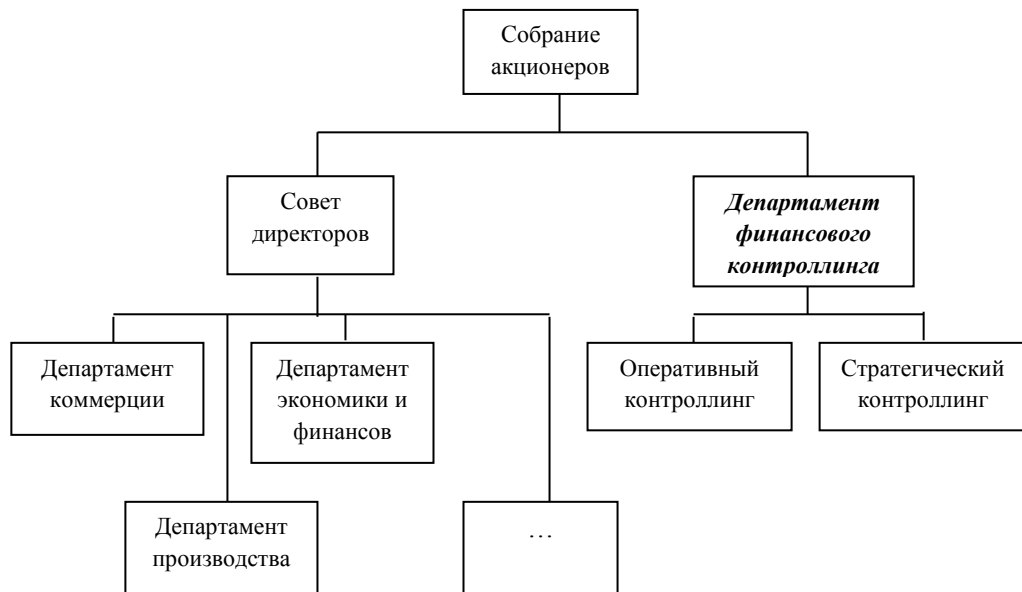 Собрание
акционеров
Совет
директоров
Департамент
финансового
контроллинга
Департамент
коммерции
Департамент
экономики и
финансов
Оперативный
контроллинг
Стратегический
контроллинг
Департамент
производства
…